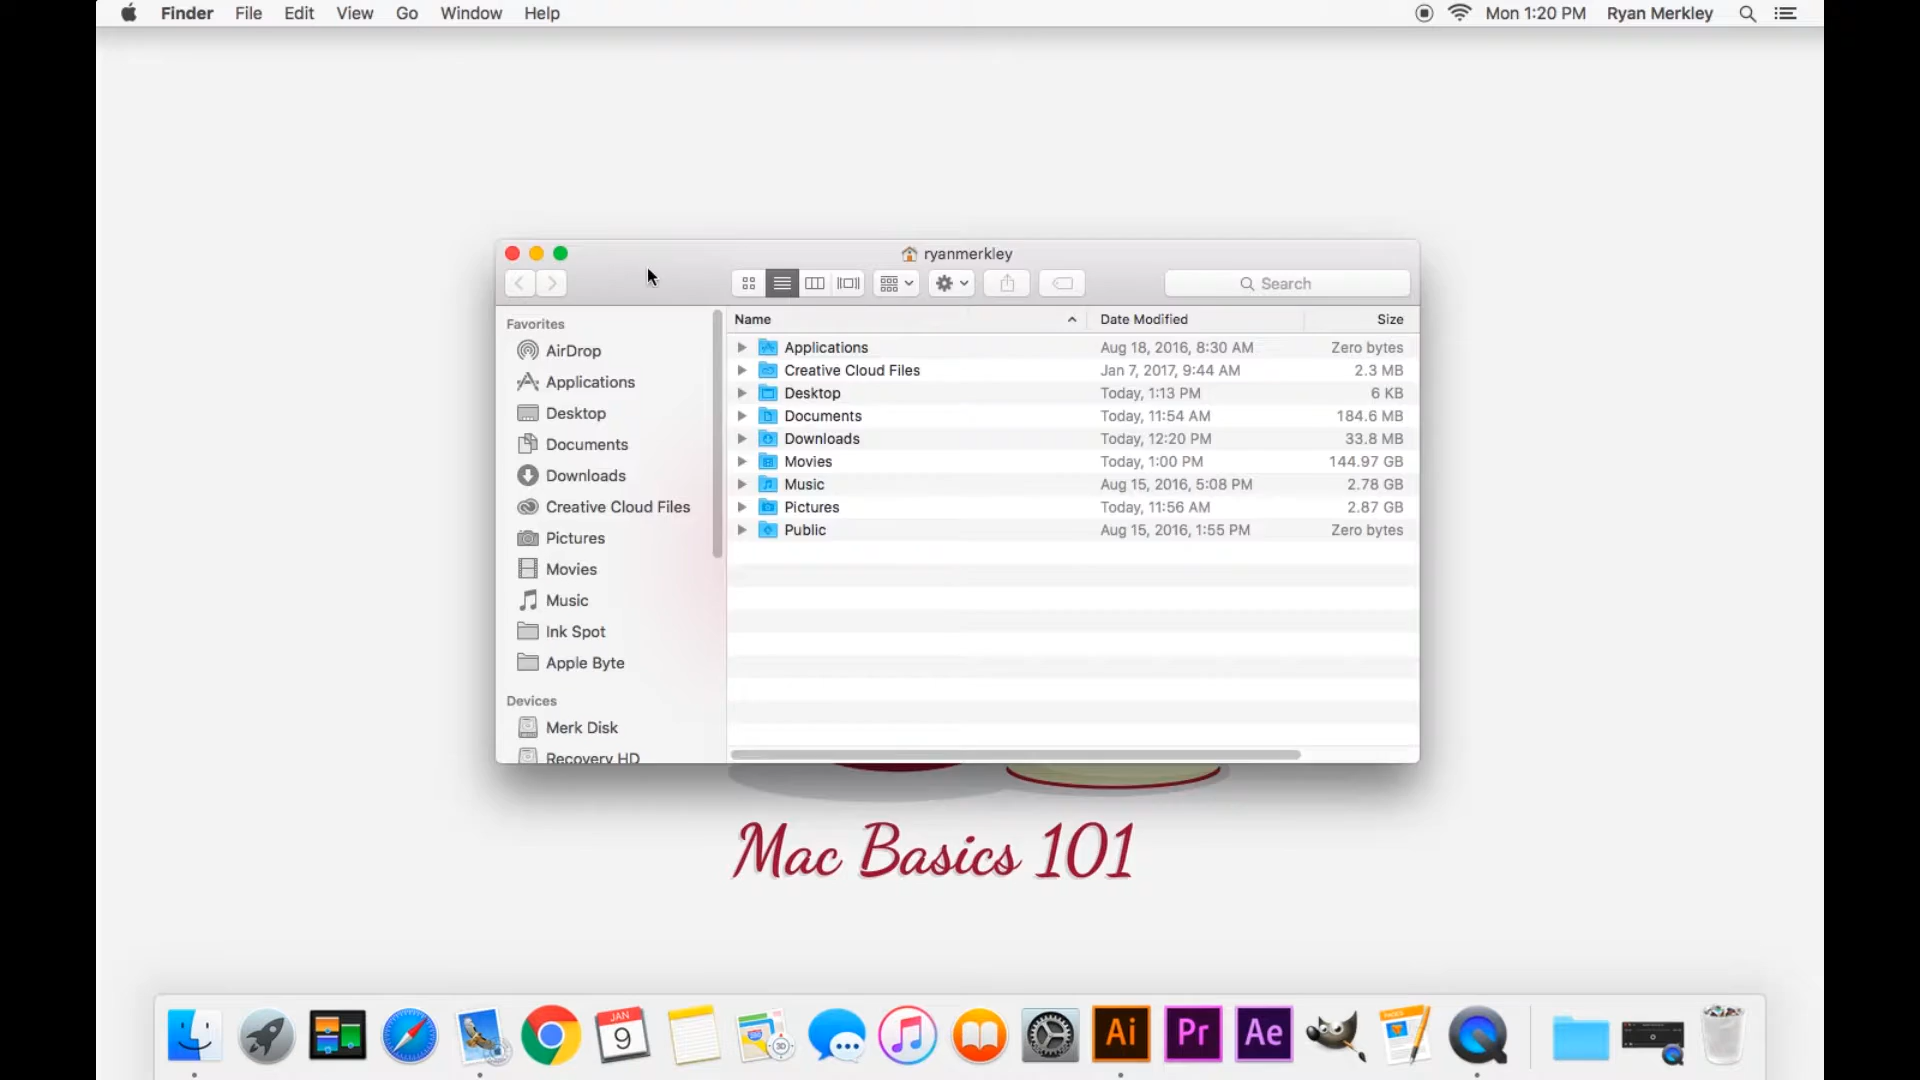 Finder File Edit View Go Window Help Mon 1:20 PM Ryan Merkley
ryanmerkley
Search
Favorites
AirDrop
Applications
Desktop
Documents
Downloads
Creative Cloud Files
Pictures
Movies
Music
Ink Spot
Apple Byte
Devices
Merk Disk
Recovery HD
Name Date Modified Size
Applications Aug 18, 2016, 8:30 AM Zero bytes
Creative Cloud Files Jan 7, 2017, 9:44 AM 2.3 MB
Desktop Today, 1:13 PM 6 KB
Documents Today, 11:54 AM 184.6 MB
Downloads Today, 12:20 PM 33.8 MB
Movies Today, 1:00 PM 144.97 GB
Music Aug 15, 2016, 5:08 PM 2.78 GB
Pictures Today, 11:56 AM 2.87 GB
Public Aug 15, 2016, 1:55 PM Zero bytes
Mac Basics 101
JAN
9
3D
Ai Pr Ae
PAGES